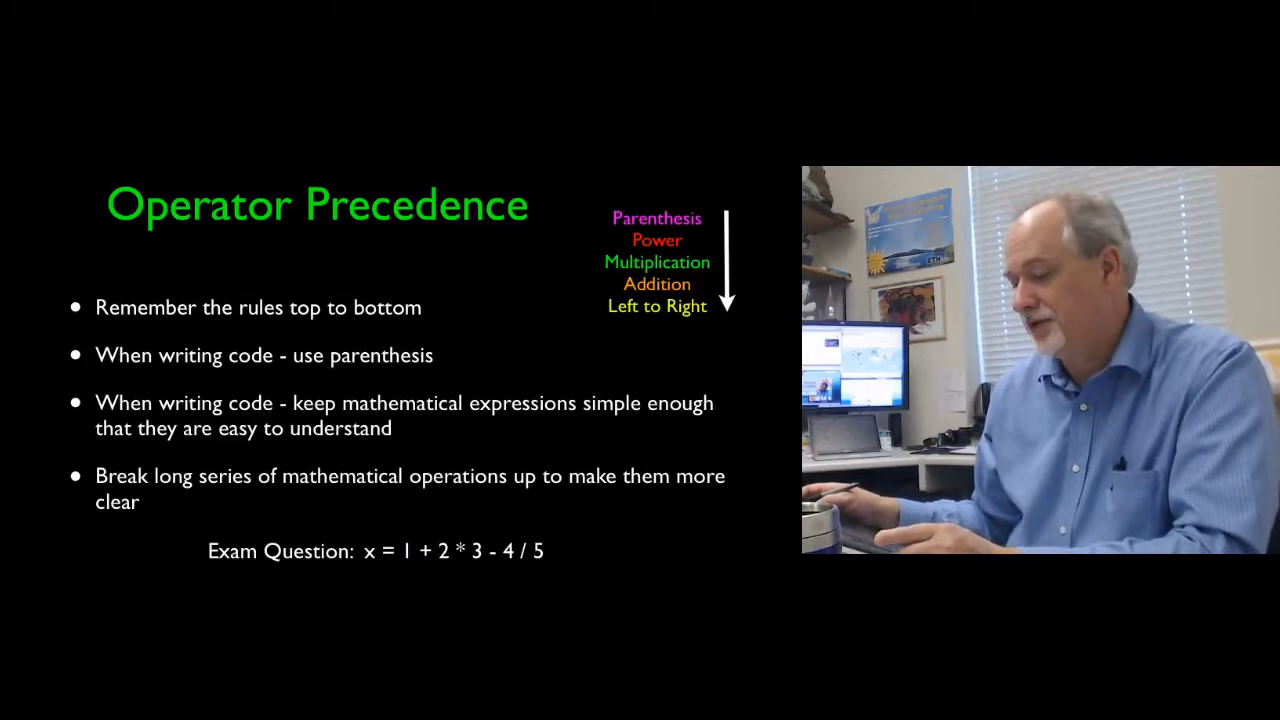 Operator Precedence
Parenthesis
Power
Multiplication
Addition
Left to Right
• Remember the rules top to bottom
• When writing code - use parenthesis
• When writing code - keep mathematical expressions simple enough
that they are easy to understand
• Break long series of mathematical operations up to make them more
clear
Exam Question: x = 1 + 2 * 3 - 4 / 5